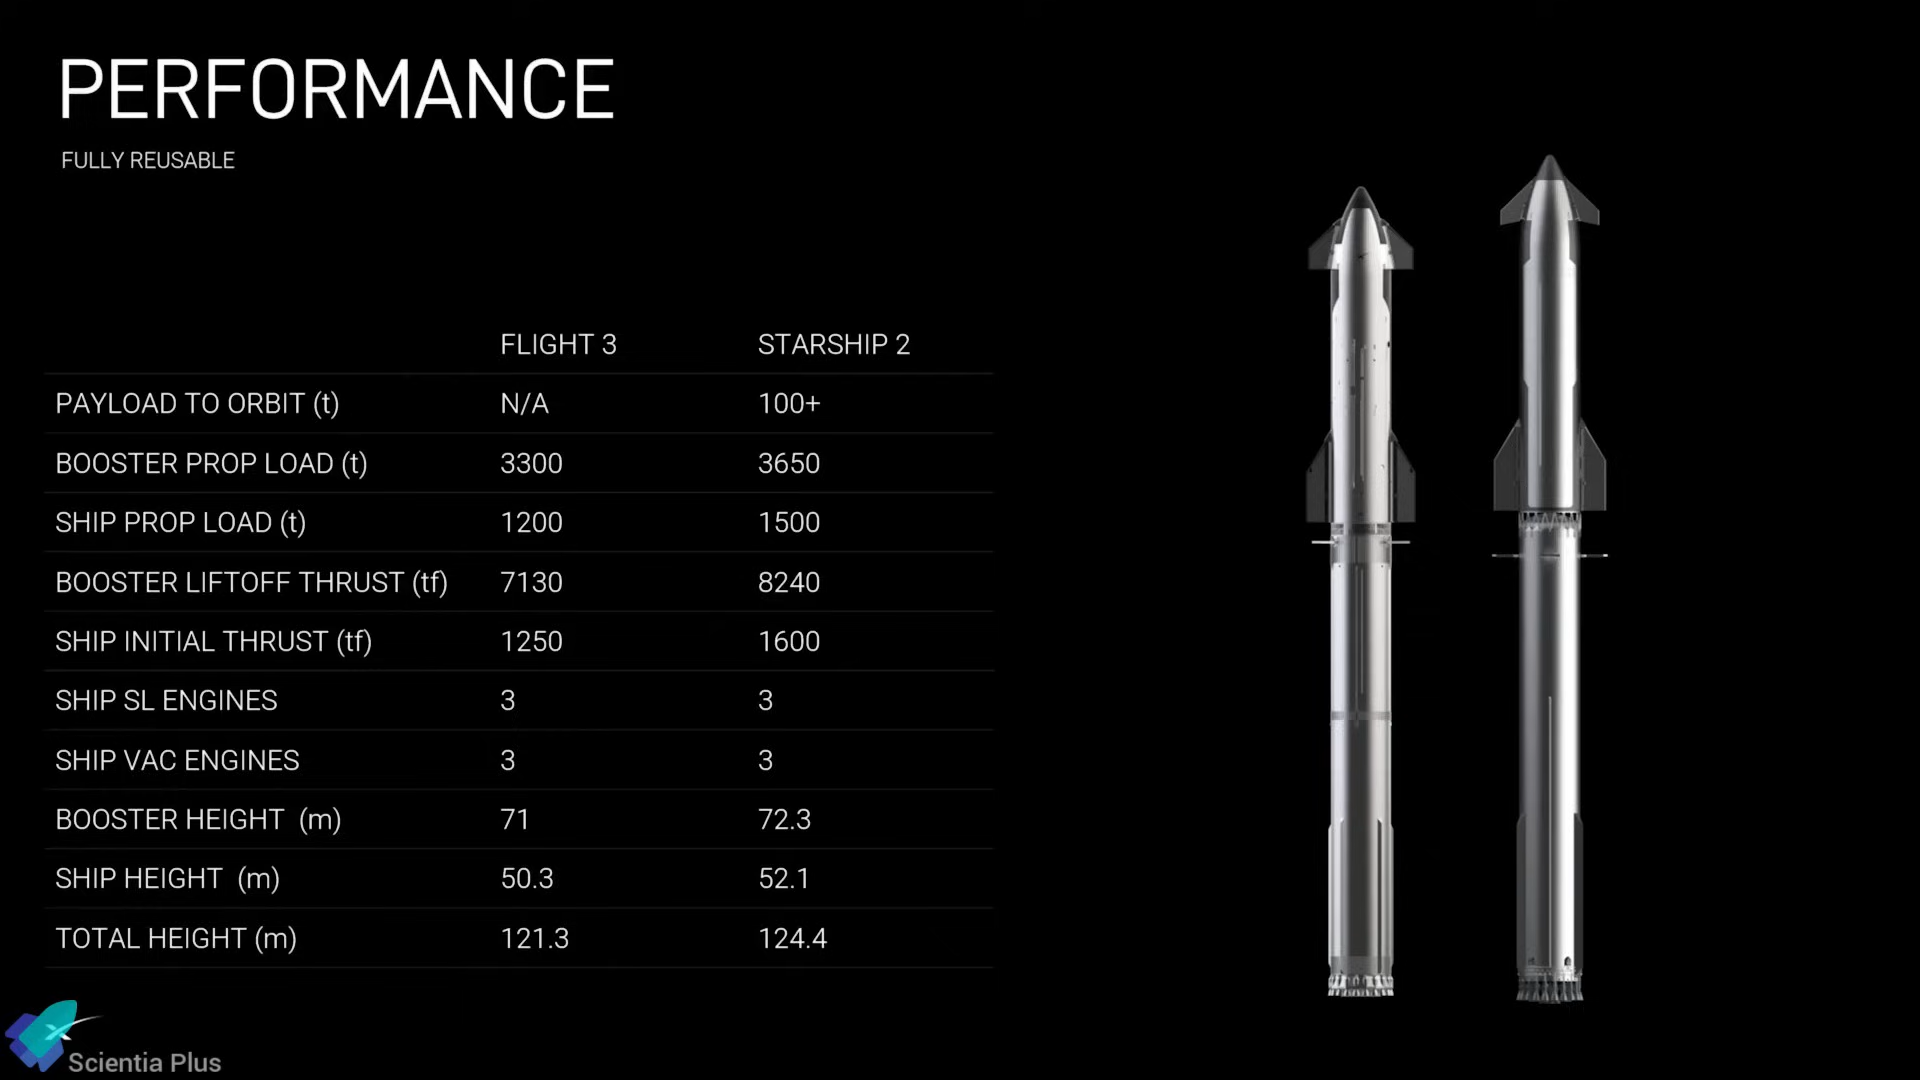 PERFORMANCE
FULLY REUSABLE
FLIGHT 3 STARSHIP 2
PAYLOAD TO ORBIT (t) N/A 100+
BOOSTER PROP LOAD (t) 3300 3650
SHIP PROP LOAD (t) 1200 1500
BOOSTER LIFTOFF THRUST (tf) 7130 8240
SHIP INITIAL THRUST (tf) 1250 1600
SHIP SL ENGINES 3 3
SHIP VAC ENGINES 3 3
BOOSTER HEIGHT (m) 71 72.3
SHIP HEIGHT (m) 50.3 52.1
TOTAL HEIGHT (m) 121.3 124.4
Scientia Plus